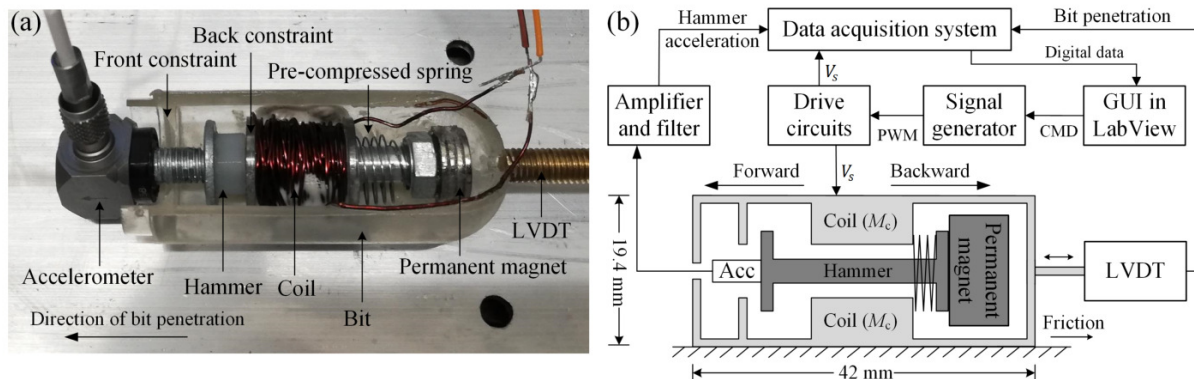 (a)
Back constraint
Front constraint
Pre-compressed spring
LVDT
Permanent magnet
Accelerometer
Hammer
Coil
Bit
Direction of bit penetration
(b)
Hammer
acceleration
Data acquisition system
Bit penetration
Digital data
Vs
Amplifier
and filter
Drive
circuits
PWM
Signal
generator
CMD
GUI in
LabView
Vs
Forward
Backward
19.4 mm
Coil (Mc)
Acc
Hammer
Permanent
magnet
LVDT
Coil (Mc)
Friction
42 mm